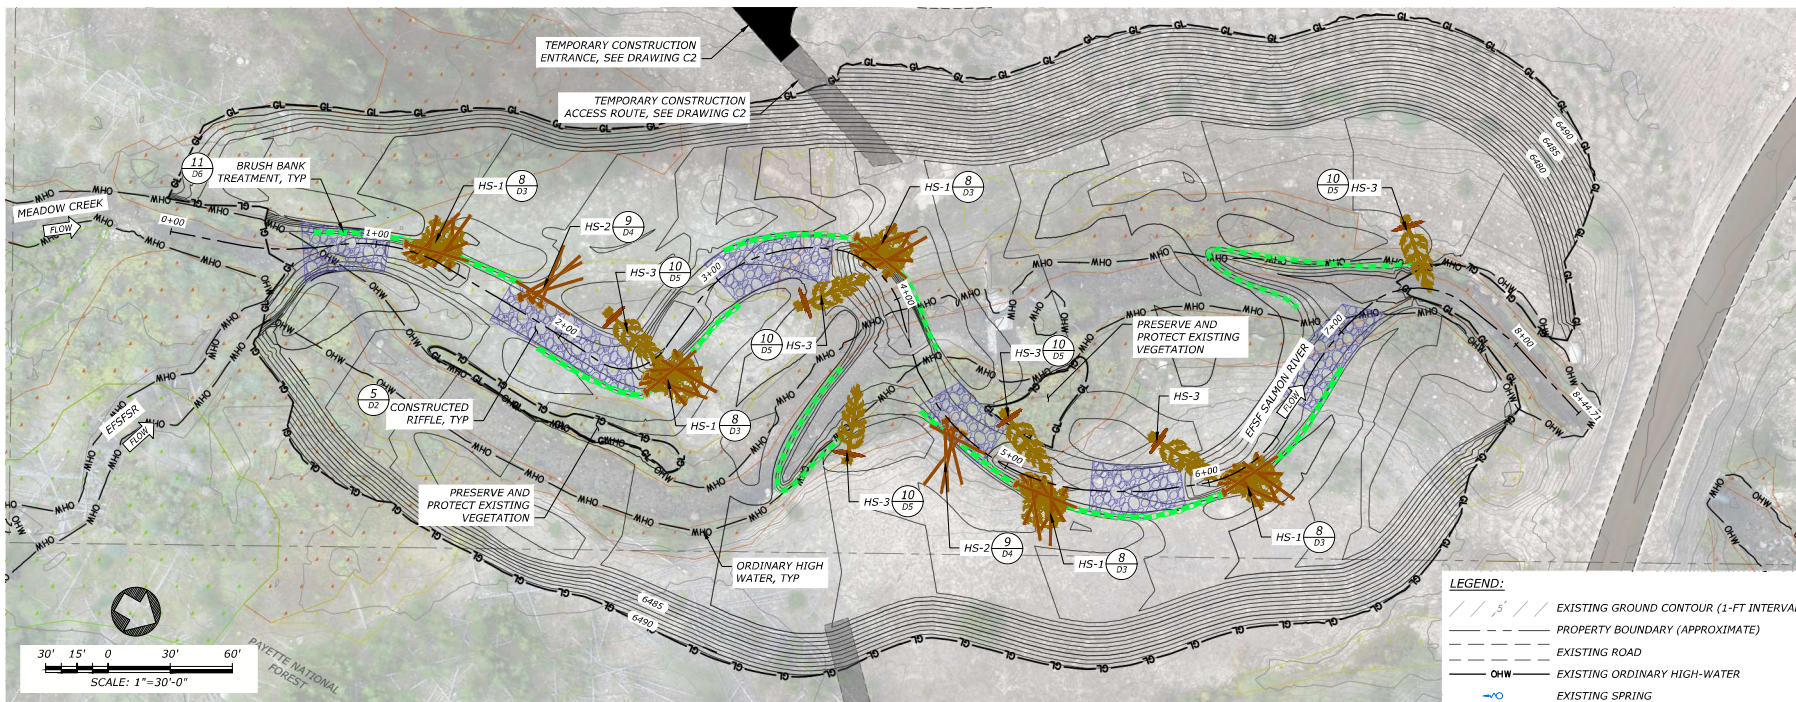 TEMPORARY CONSTRUCTION
ENTRANCE, SEE DRAWING C2
TEMPORARY CONSTRUCTION
ACCESS ROUTE, SEE DRAWING C2
6490
6485
6480
11
D6
BRUSH BANK
TREATMENT, TYP
HS-1
8
D3
HS-2
9
D4
HS-3
10
D5
HS-1
8
D3
10
D5
HS-3
MEADOW CREEK
FLOW
0+00
1+00
2+00
3+00
4+00
5+00
6+00
7+00
8+00
8+44.71
10
D5
HS-3
HS-3
10
D5
PRESERVE AND
PROTECT EXISTING
VEGETATION
HS-3
EFSF SALMON RIVER
FLOW
EFSFSR
FLOW
5
D2
CONSTRUCTED
RIFFLE, TYP
HS-1
8
D3
PRESERVE AND
PROTECT EXISTING
VEGETATION
HS-3
10
D5
HS-2
9
D4
HS-1
8
D3
HS-1
8
D3
ORDINARY HIGH
WATER, TYP
6485
6490
GL
OHW
PAYETTE NATIONAL
FOREST
30' 15' 0 30' 60'
SCALE: 1"=30'-0"
LEGEND:
5'
EXISTING GROUND CONTOUR (1-FT INTERVA
PROPERTY BOUNDARY (APPROXIMATE)
EXISTING ROAD
OHW
EXISTING ORDINARY HIGH-WATER
EXISTING SPRING